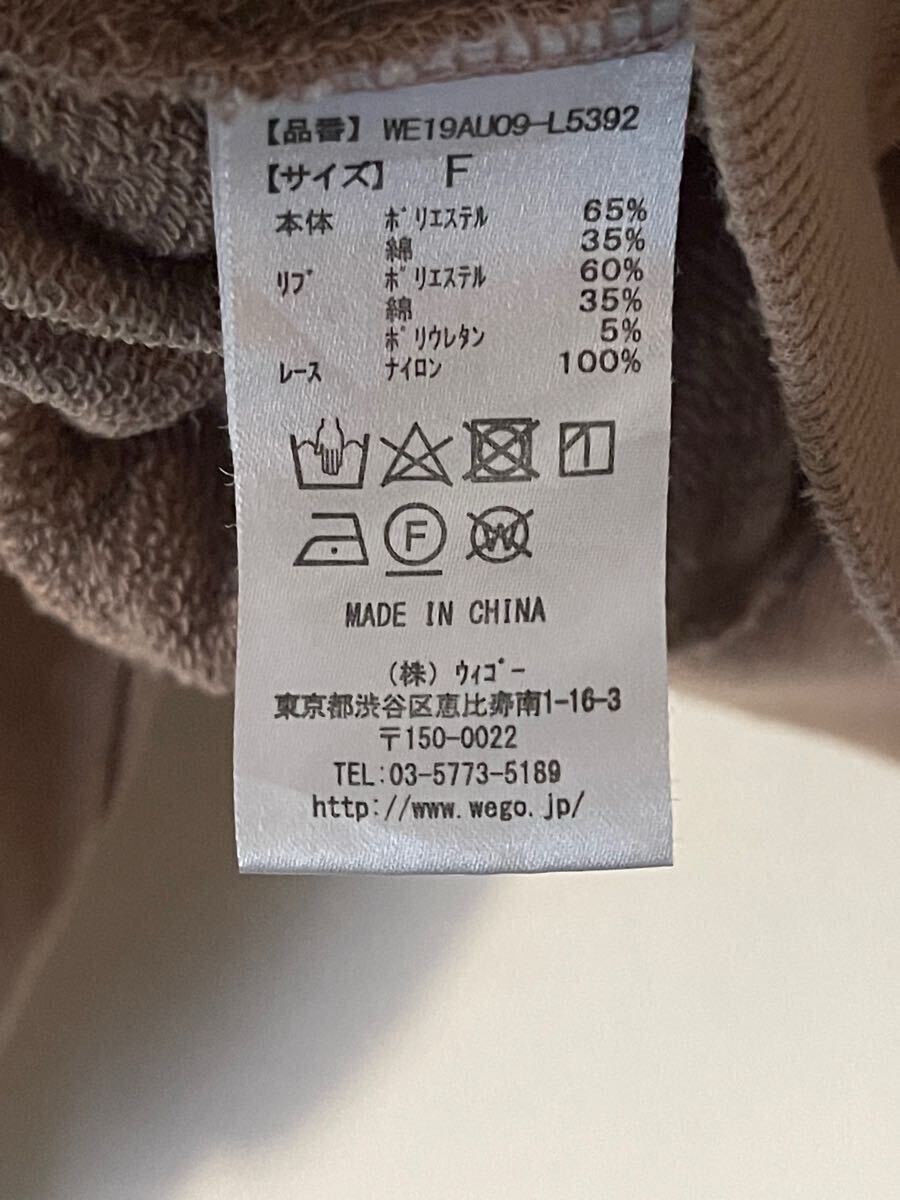 【品番】 WE19AU09-L5392
【サイズ】 F
本体 ﾎﾟﾘｴｽﾃﾙ 65%
綿 35%
ﾘﾌﾞ ﾎﾟﾘｴｽﾃﾙ 60%
綿 35%
ﾎﾟﾘｳﾚﾀﾝ 5%
ﾚｰｽ ﾅｲﾛﾝ 100%
F W
MADE IN CHINA
(株) ｳｨｺﾞｰ
東京都渋谷区恵比寿南1-16-3
〒150-0022
TEL:03-5773-5189
http://www.wego.jp/